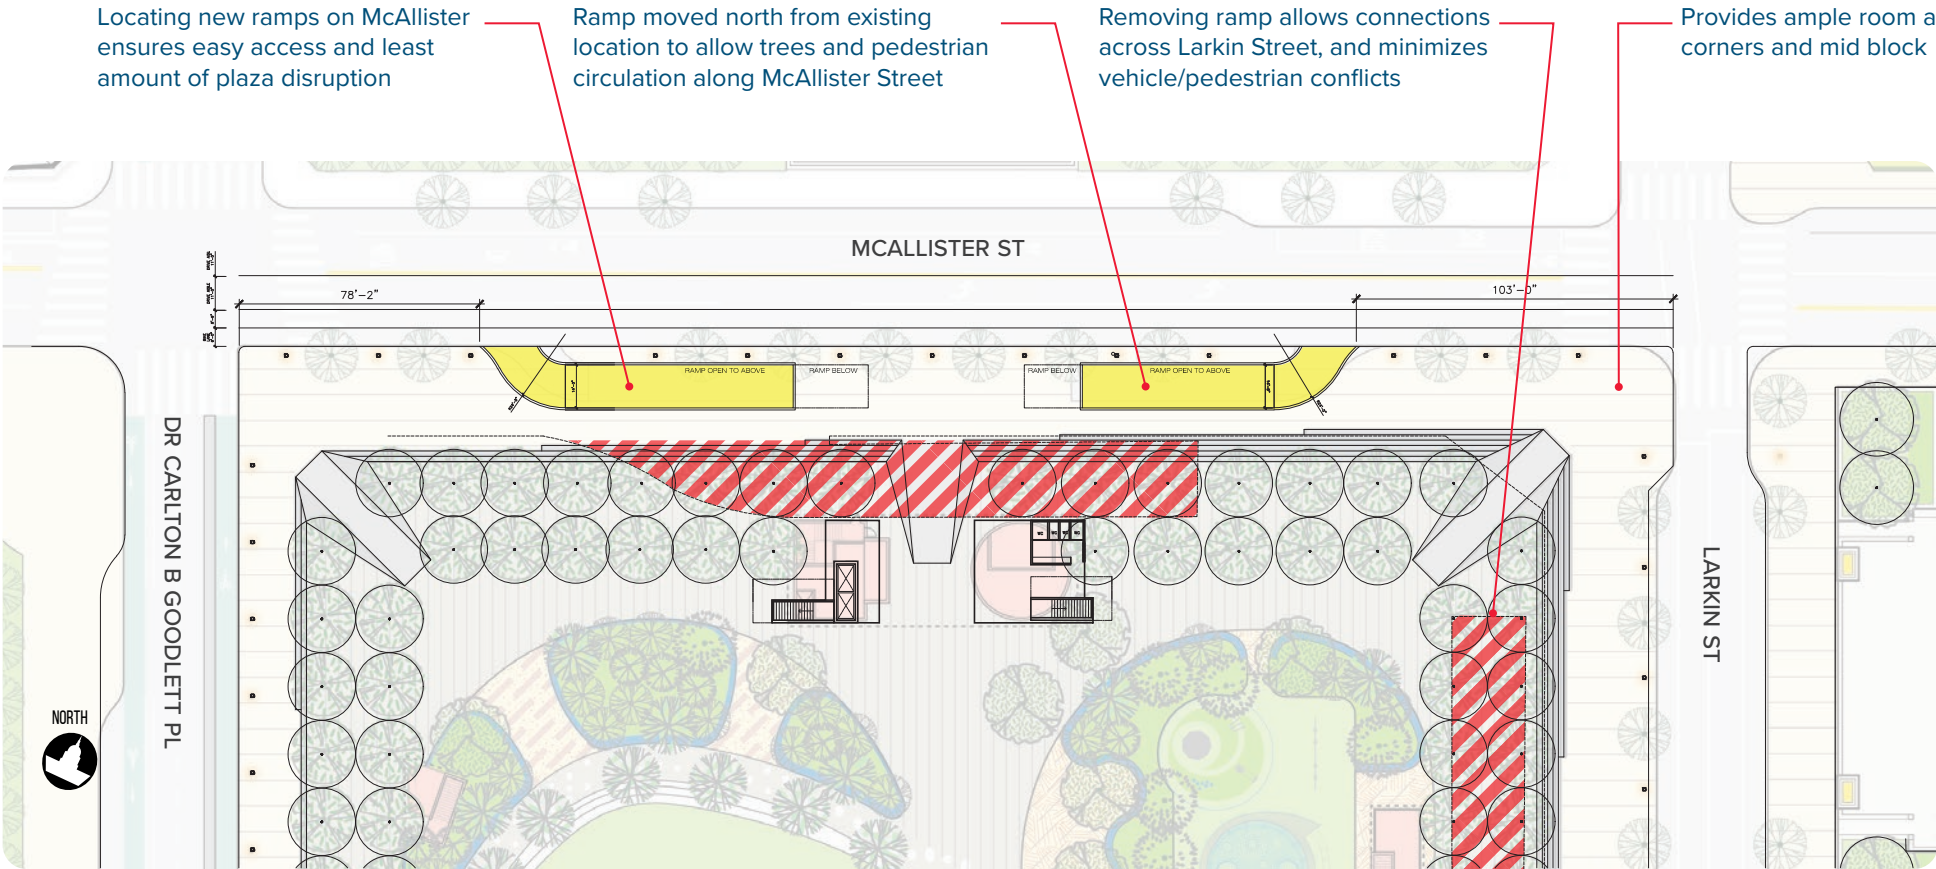 Locating new ramps on McAllister
ensures easy access and least
amount of plaza disruption
Ramp moved north from existing
location to allow trees and pedestrian
circulation along McAllister Street
Removing ramp allows connections
across Larkin Street, and minimizes
vehicle/pedestrian conflicts
Provides ample room a
corners and mid block
MCALLISTER ST
78'-2"
103'-0"
RAMP OPEN TO ABOVE
RAMP BELOW
RAMP BELOW
RAMP OPEN TO ABOVE
DR CARLTON B GOODLETT PL
LARKIN ST
NORTH